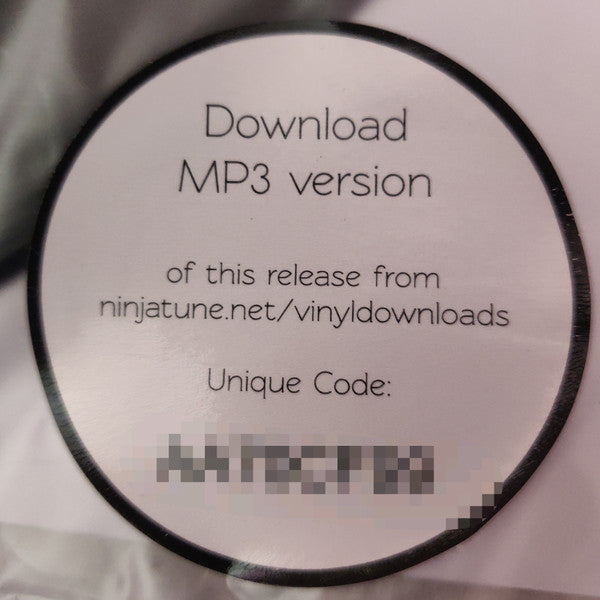 Download
MP3 version
of this release from
ninjatune.net/vinyldownloads
Unique Code: